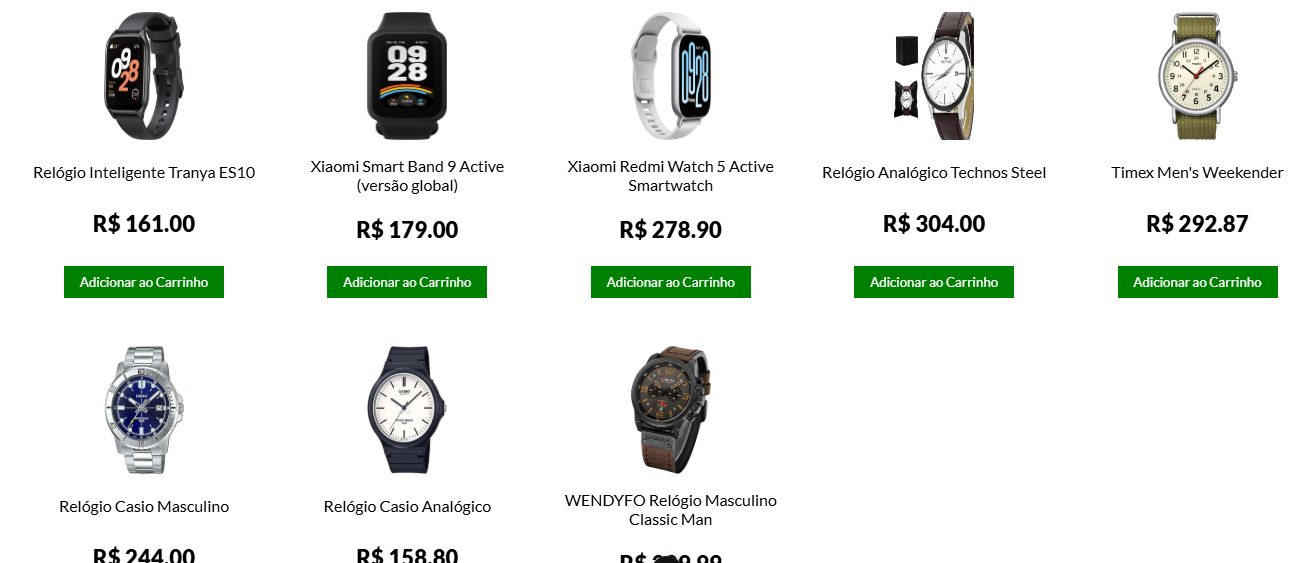 Relógio Inteligente Tranya ES10
R$ 161.00
Adicionar ao Carrinho
Xiaomi Smart Band 9 Active
(versão global)
R$ 179.00
Adicionar ao Carrinho
Xiaomi Redmi Watch 5 Active
Smartwatch
R$ 278.90
Adicionar ao Carrinho
Relógio Analógico Technos Steel
R$ 304.00
Adicionar ao Carrinho
Timex Men's Weekender
R$ 292.87
Adicionar ao Carrinho
Relógio Casio Masculino
R$ 244.00
Relógio Casio Analógico
R$ 158.80
WENDYFO Relógio Masculino
Classic Man
R$